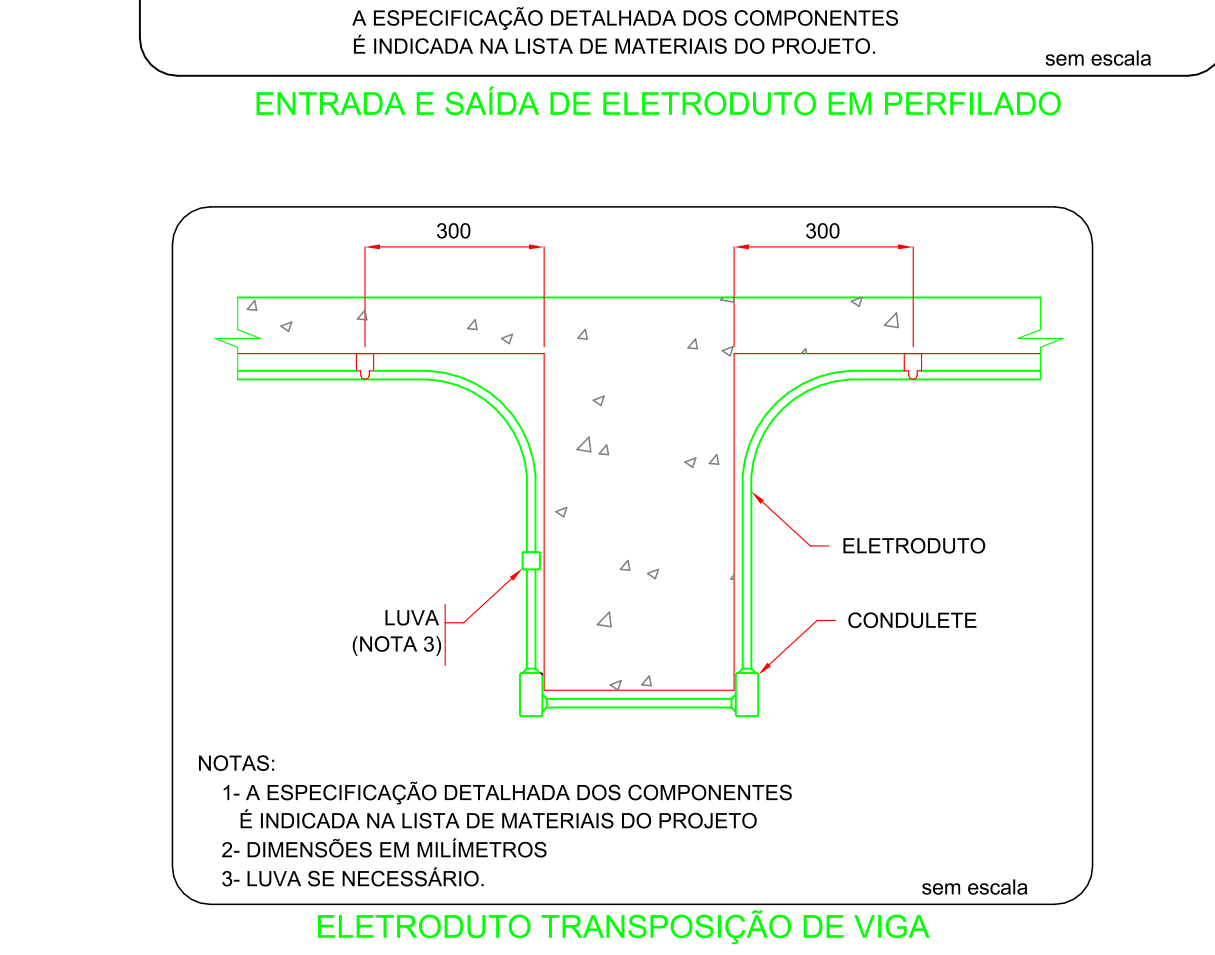 A ESPECIFICAÇÃO DETALHADA DOS COMPONENTES
É INDICADA NA LISTA DE MATERIAIS DO PROJETO.
sem escala
ENTRADA E SAÍDA DE ELETRODUTO EM PERFILADO
300
300
ELETRODUTO
LUVA
(NOTA 3)
CONDULETE
NOTAS:
1- A ESPECIFICAÇÃO DETALHADA DOS COMPONENTES
É INDICADA NA LISTA DE MATERIAIS DO PROJETO
2- DIMENSÕES EM MILÍMETROS
3- LUVA SE NECESSÁRIO.
sem escala
ELETRODUTO TRANSPOSIÇÃO DE VIGA